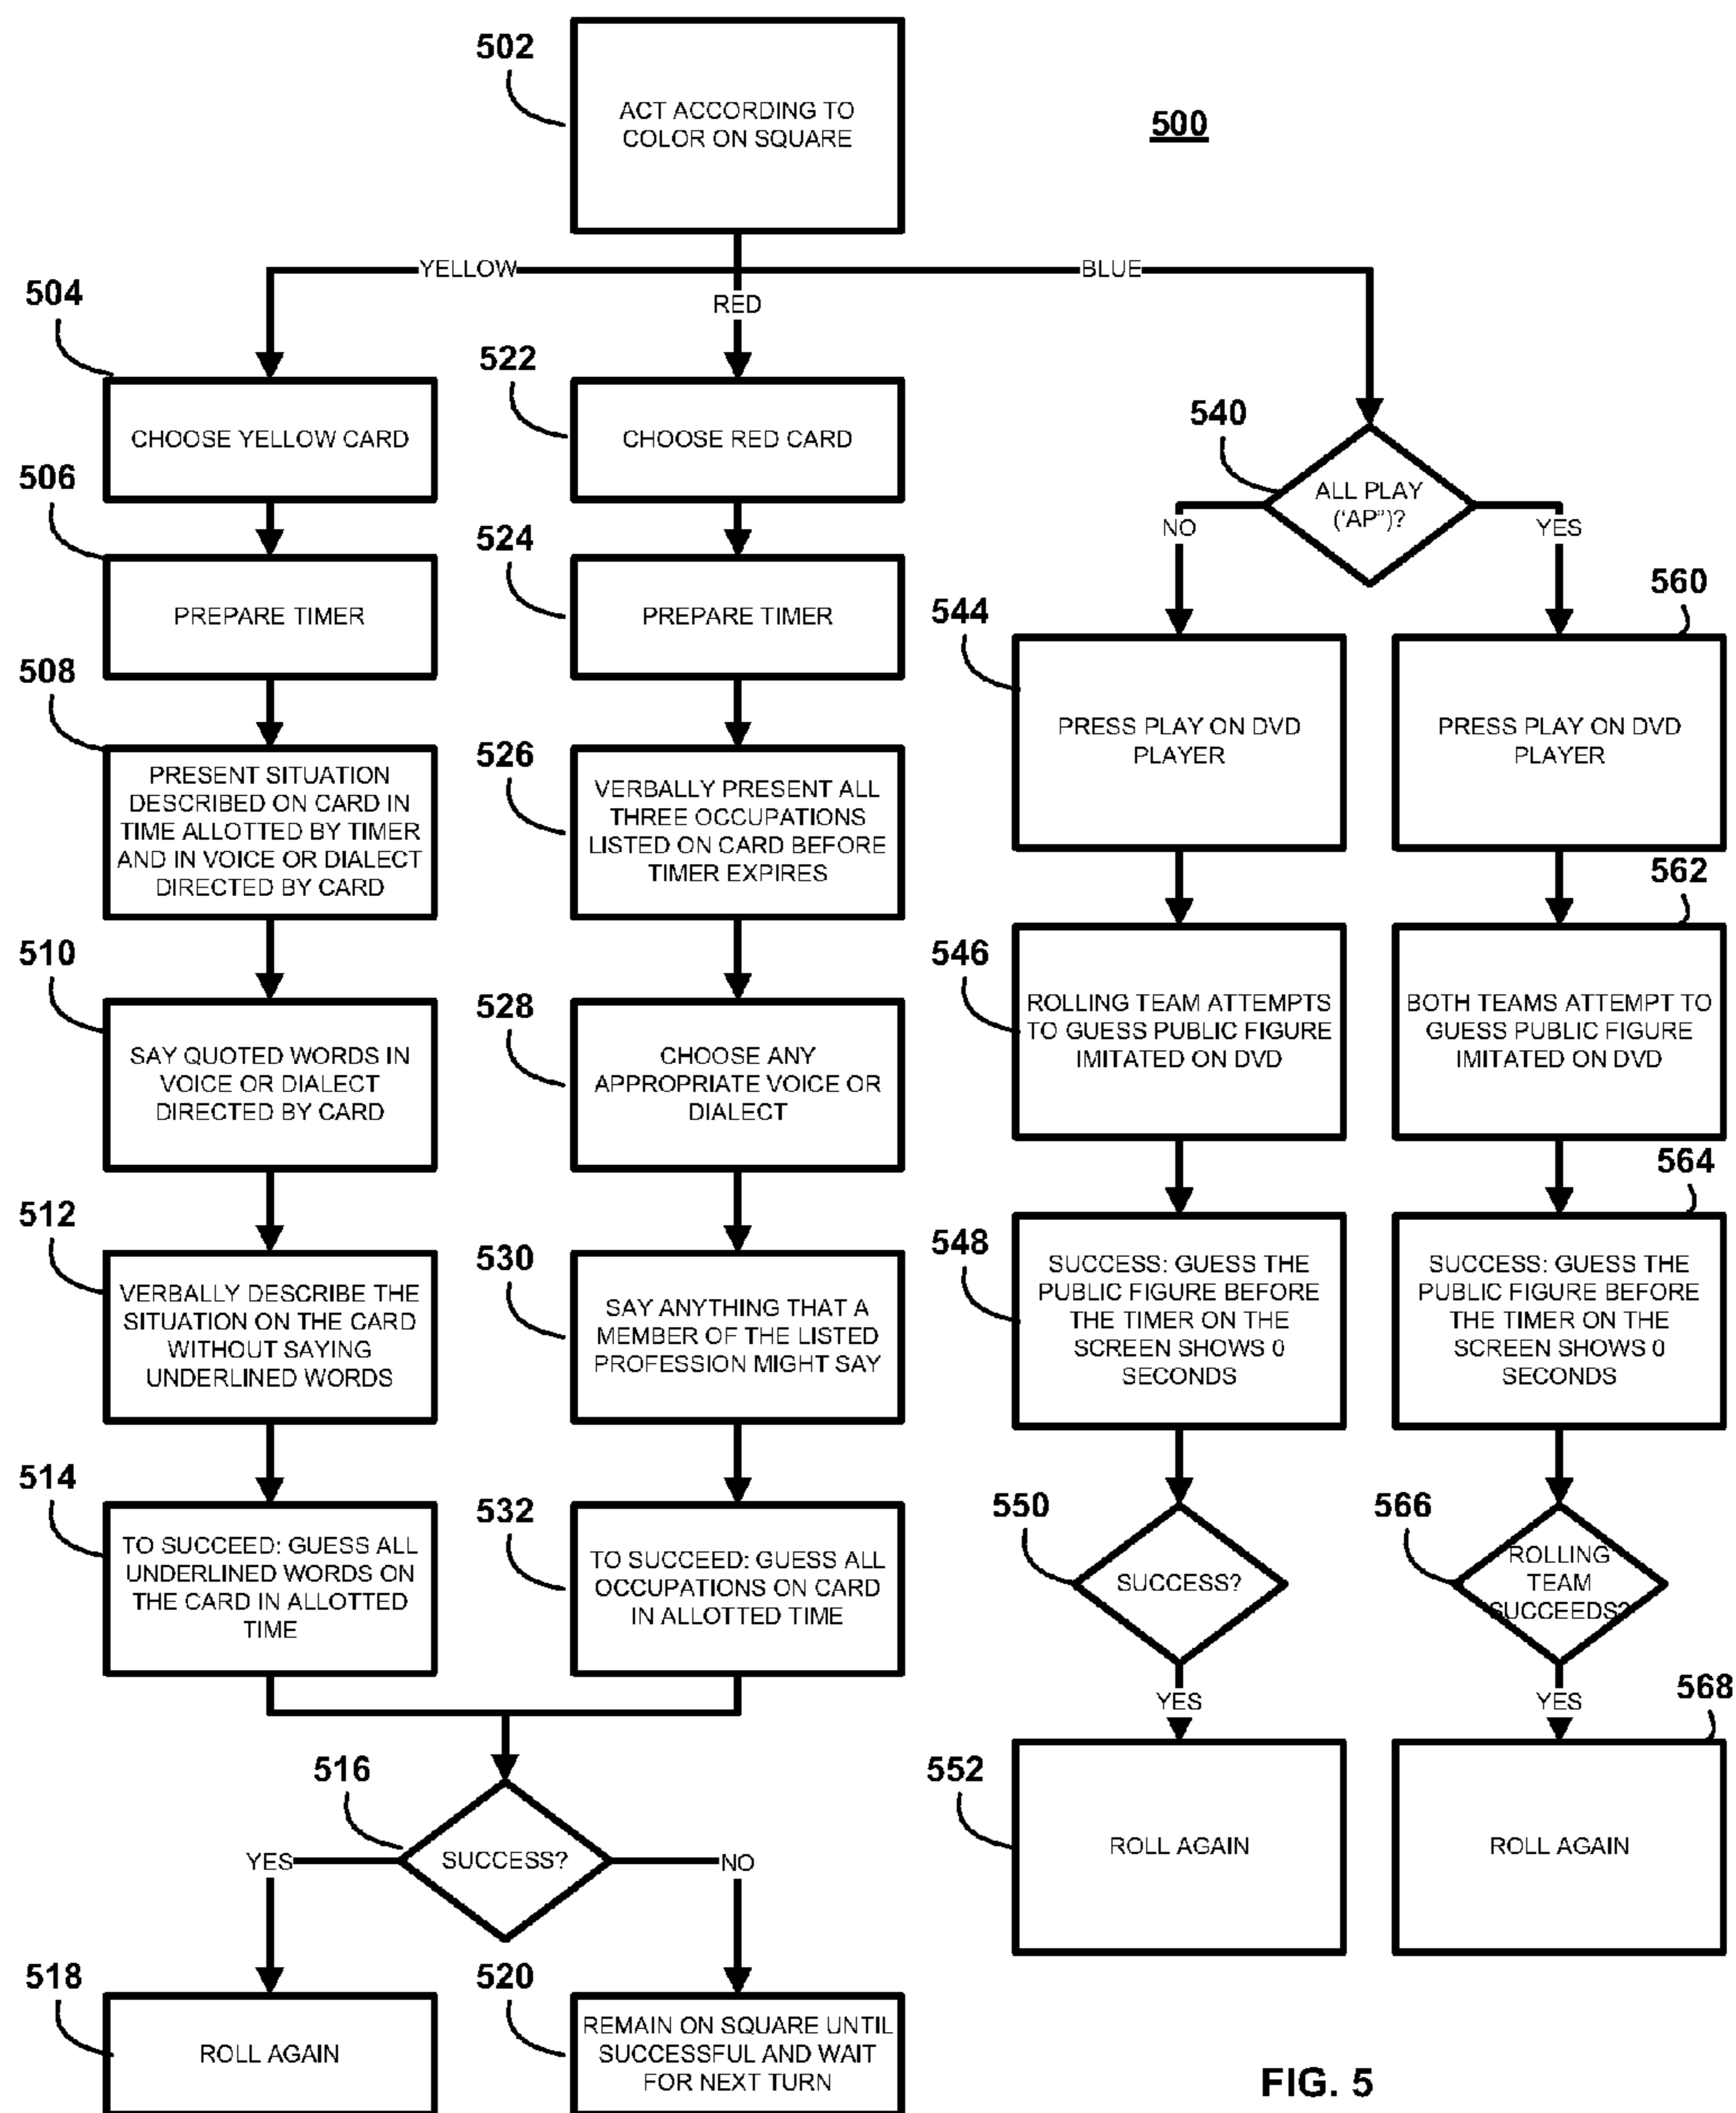 502
ACT ACCORDING TO
COLOR ON SQUARE
500
YELLOW
RED
BLUE
504
CHOOSE YELLOW CARD
522
CHOOSE RED CARD
540
ALL PLAY
('AP")?
NO
YES
506
PREPARE TIMER
524
PREPARE TIMER
544
PRESS PLAY ON DVD
PLAYER
560
PRESS PLAY ON DVD
PLAYER
508
PRESENT SITUATION
DESCRIBED ON CARD IN
TIME ALLOTTED BY TIMER
AND IN VOICE OR DIALECT
DIRECTED BY CARD
526
VERBALLY PRESENT ALL
THREE OCCUPATIONS
LISTED ON CARD BEFORE
TIMER EXPIRES
546
ROLLING TEAM ATTEMPTS
TO GUESS PUBLIC FIGURE
IMITATED ON DVD
562
BOTH TEAMS ATTEMPT TO
GUESS PUBLIC FIGURE
IMITATED ON DVD
510
SAY QUOTED WORDS IN
VOICE OR DIALECT
DIRECTED BY CARD
528
CHOOSE ANY
APPROPRIATE VOICE OR
DIALECT
548
SUCCESS: GUESS THE
PUBLIC FIGURE BEFORE
THE TIMER ON THE
SCREEN SHOWS 0
SECONDS
564
SUCCESS: GUESS THE
PUBLIC FIGURE BEFORE
THE TIMER ON THE
SCREEN SHOWS 0
SECONDS
512
VERBALLY DESCRIBE THE
SITUATION ON THE CARD
WITHOUT SAYING
UNDERLINED WORDS
530
SAY ANYTHING THAT A
MEMBER OF THE LISTED
PROFESSION MIGHT SAY
514
TO SUCCEED: GUESS ALL
UNDERLINED WORDS ON
THE CARD IN ALLOTTED
TIME
532
TO SUCCEED: GUESS ALL
OCCUPATIONS ON CARD
IN ALLOTTED TIME
550
SUCCESS?
YES
566
ROLLING
TEAM
SUCCEEDS?
YES
516
SUCCESS?
YES
NO
552
ROLL AGAIN
568
ROLL AGAIN
518
ROLL AGAIN
520
REMAIN ON SQUARE UNTIL
SUCCESSFUL AND WAIT
FOR NEXT TURN
FIG. 5